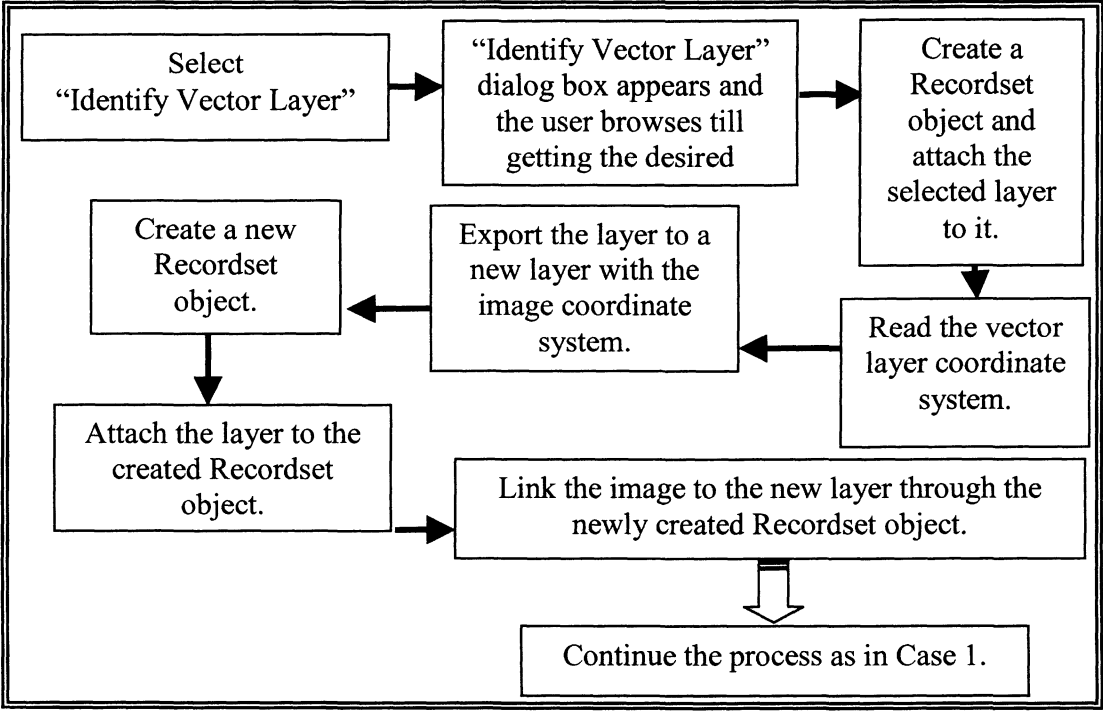 Select
“Identify Vector Layer”
“Identify Vector Layer”
dialog box appears and
the user browses till
getting the desired
Create a
Recordset
object and
attach the
selected layer
to it.
Read the vector
layer coordinate
system.
Export the layer to a
new layer with the
image coordinate
system.
Create a new
Recordset
object.
Attach the layer to the
created Recordset
object.
Link the image to the new layer through the
newly created Recordset object.
Continue the process as in Case 1.